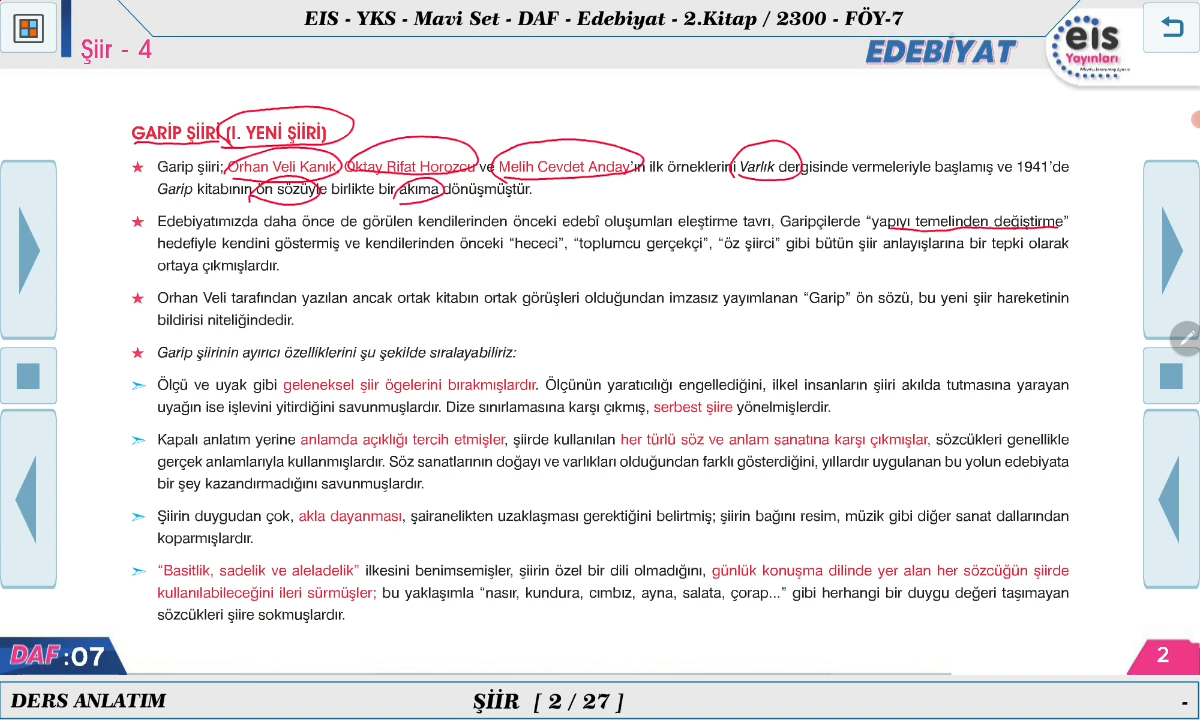 EIS - YKS - Mavi Set - DAF - Edebiyat - 2.Kitap / 2300 - FÖY-7
Şiir - 4
EDEBİYAT
eis
Yayınları
GARİP ŞİİRİ (I. YENİ ŞİİRİ)
Garip şiiri; Orhan Veli Kanık, Oktay Rifat Horozcu ve Melih Cevdet Anday'ın ilk örneklerini Varlık dergisinde vermeleriyle başlamış ve 1941'de
Garip kitabının ön sözüyle birlikte bir akıma dönüşmüştür.
Edebiyatımızda daha önce de görülen kendilerinden önceki edebî oluşumları eleştirme tavrı, Garipçilerde “yapıyı temelinden değiştirme”
hedefiyle kendini göstermiş ve kendilerinden önceki “hececi”, “toplumcu gerçekçi”, “öz şiirci” gibi bütün şiir anlayışlarına bir tepki olarak
ortaya çıkmışlardır.
Orhan Veli tarafından yazılan ancak ortak kitabın ortak görüşleri olduğundan imzasız yayımlanan “Garip” ön sözü, bu yeni şiir hareketinin
bildirisi niteliğindedir.
Garip şiirinin ayırıcı özelliklerini şu şekilde sıralayabiliriz:
Ölçü ve uyak gibi geleneksel şiir ögelerini bırakmışlardır. Ölçünün yaratıcılığı engellediğini, ilkel insanların şiiri akılda tutmasına yarayan
uyağın ise işlevini yitirdiğini savunmuşlardır. Dize sınırlamasına karşı çıkmış, serbest şiire yönelmişlerdir.
Kapalı anlatım yerine anlamda açıklığı tercih etmişler, şiirde kullanılan her türlü söz ve anlam sanatına karşı çıkmışlar, sözcükleri genellikle
gerçek anlamlarıyla kullanmışlardır. Söz sanatlarının doğayı ve varlıkları olduğundan farklı gösterdiğini, yıllardır uygulanan bu yolun edebiyata
bir şey kazandırmadığını savunmuşlardır.
Şiirin duygudan çok, akla dayanması, şairanelikten uzaklaşması gerektiğini belirtmiş; şiirin bağını resim, müzik gibi diğer sanat dallarından
koparmışlardır.
“Basitlik, sadelik ve aleladelik” ilkesini benimsemişler, şiirin özel bir dili olmadığını, günlük konuşma dilinde yer alan her sözcüğün şiirde
kullanılabileceğini ileri sürmüşler; bu yaklaşımla “nasır, kundura, cımbız, ayna, salata, çorap...” gibi herhangi bir duygu değeri taşımayan
sözcükleri şiire sokmuşlardır.
DAF:07
2
DERS ANLATIM
ŞİİR [ 2 / 27 ]
-